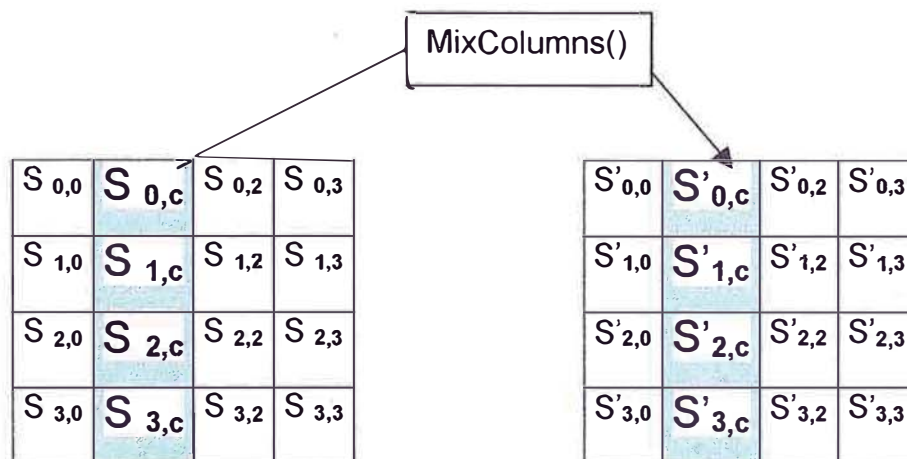 MixColumns()
S 0,0 S 0,c S 0,2 S 0,3
S 1,0 S 1,c S 1,2 S 1,3
S 2,0 S 2,c S 2,2 S 2,3
S 3,0 S 3,c S 3,2 S 3,3
S'0,0 S'0,c S'0,2 S'0,3
S'1,0 S'1,c S'1,2 S'1,3
S'2,0 S'2,c S'2,2 S'2,3
S'3,0 S'3,c S'3,2 S'3,3